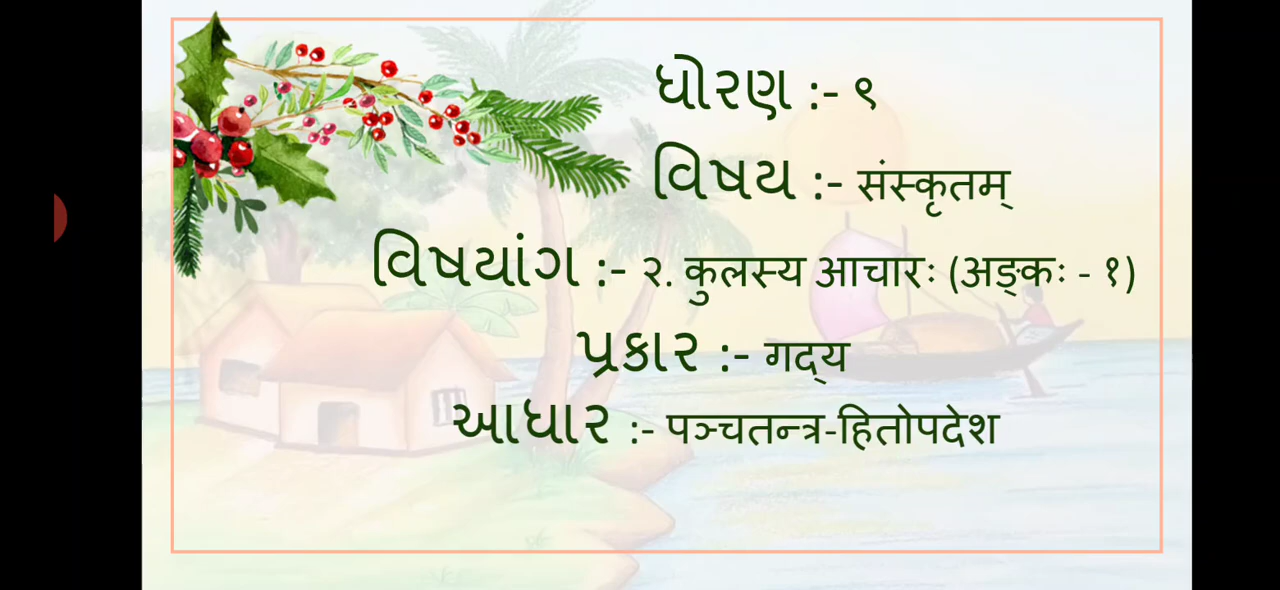 ધોરણ :- ९
વિષય :- संस्कृतम्
વિષયાંગ :- २. कुलस्य आचारः (अङ्कः - १)
પ્રકાર :- गद्‌य
આધાર :- पञ्चतन्त्र-हितोपदेश